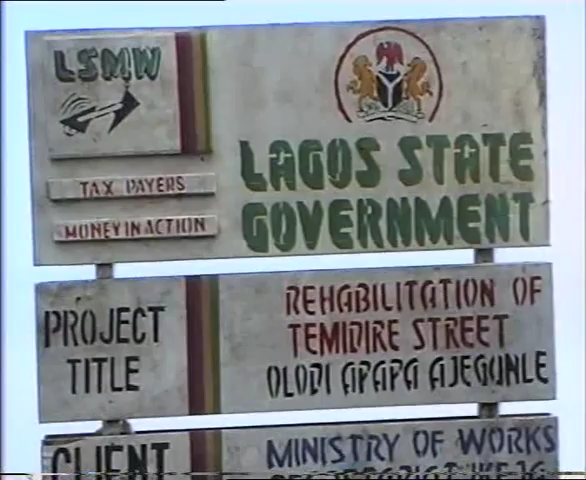 LSMW
TAX PAYERS
MONEY IN ACTION
LAGOS STATE
GOVERNMENT
PROJECT
TITLE
REHABILITATION OF
TEMIDIRE STREET
OLODI APAPA AJEGUNLE
CLIENT
MINISTRY OF WORKS